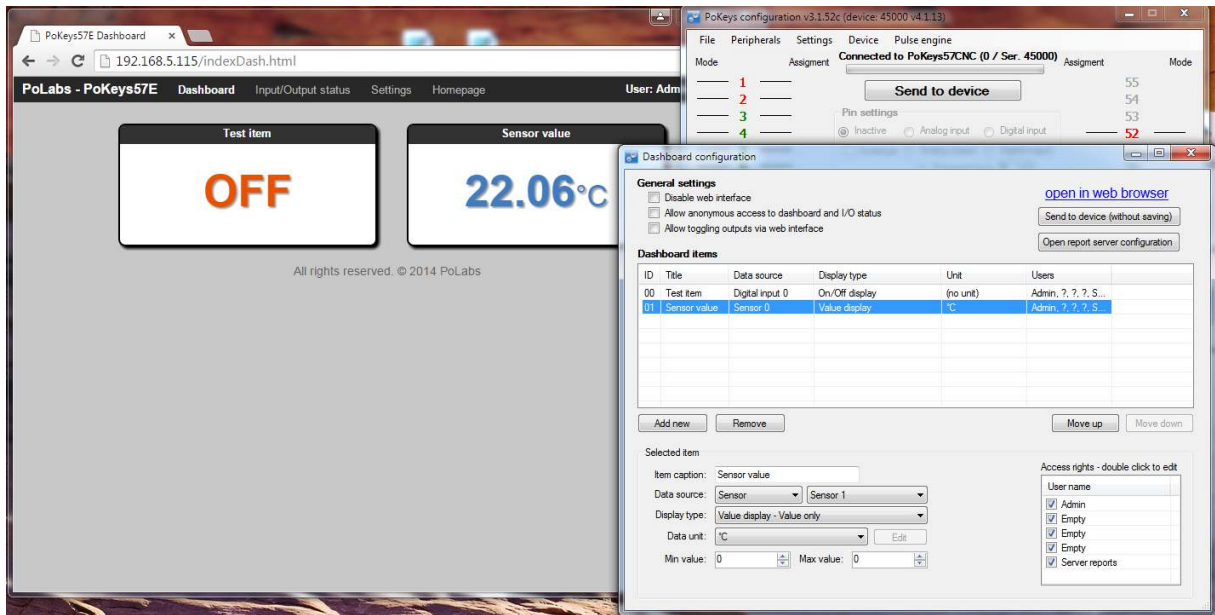 PoKeys57E Dashboard
192.168.5.115/indexDash.html
PoLabs - PoKeys57E Dashboard Input/Output status Settings Homepage User: Adm
Test item
OFF
Sensor value
22.06°C
All rights reserved. © 2014 PoLabs
PoKeys configuration v3.1.52c (device: 45000 v4.1.13)
File Peripherals Settings Device Pulse engine
Mode Assigment Connected to PoKeys57CNC (0 / Ser. 45000) Assigment Mode
1 55
2 Send to device 54
3 Pin settings 53
4 Inactive Analog input Digital input 52
Dashboard configuration
General settings
Disable web interface
Allow anonymous access to dashboard and I/O status
Allow toggling outputs via web interface
open in web browser
Send to device (without saving)
Open report server configuration
Dashboard items
ID Title Data source Display type Unit Users
00 Test item Digital input 0 On/Off display (no unit) Admin, ?, ?, ?, S...
01 Sensor value Sensor 0 Value display °C Admin, ?, ?, ?, S...
Add new Remove Move up Move down
Selected item
Item caption: Sensor value
Data source: Sensor Sensor 1
Display type: Value display - Value only
Data unit: °C Edit
Min value: 0 Max value: 0
Access rights - double click to edit
User name
Admin
Empty
Empty
Empty
Server reports